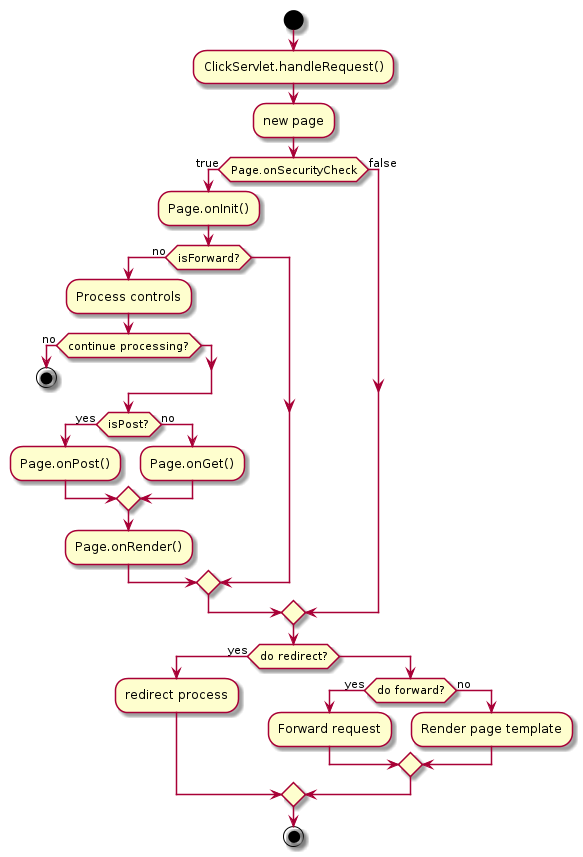 ClickServlet.handleRequest()
new page
true
Page.onSecurityCheck
false
Page.onInit()
no
isForward?
Process controls
no
continue processing?
yes
isPost?
no
Page.onPost()
Page.onGet()
Page.onRender()
yes
do redirect?
redirect process
yes
do forward?
no
Forward request
Render page template